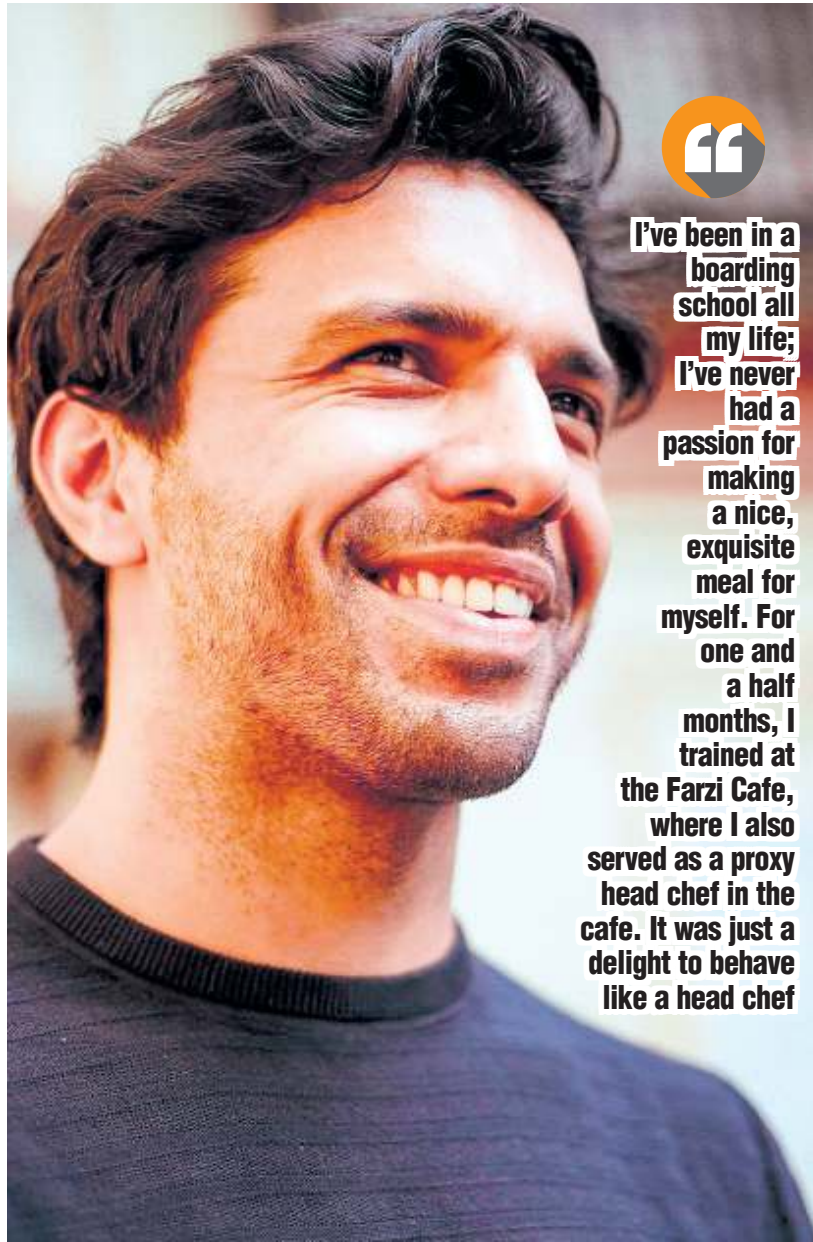 “
I’ve been in a
boarding
school all
my life;
I’ve never
had a
passion for
making
a nice,
exquisite
meal for
myself. For
one and
a half
months, I
trained at
the Farzi Cafe,
where I also
served as a proxy
head chef in the
cafe. It was just a
delight to behave
like a head chef